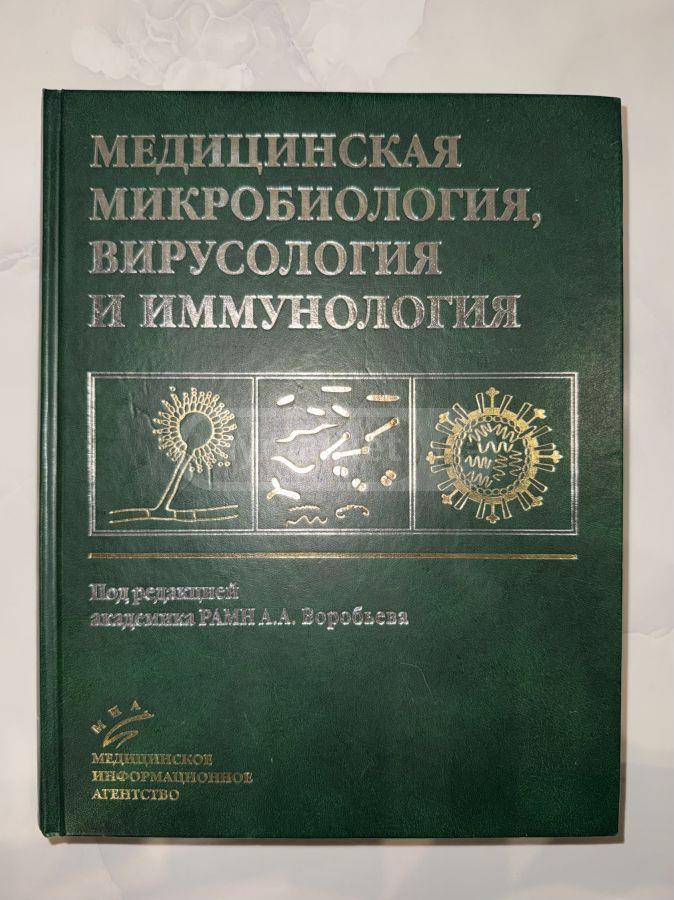 МЕДИЦИНСКАЯ
МИКРОБИОЛОГИЯ,
ВИРУСОЛОГИЯ
И ИММУНОЛОГИЯ
Под редакцией
академика РАМН А.А. Воробьева
МИА
МЕДИЦИНСКОЕ
ИНФОРМАЦИОННОЕ
АГЕНТСТВО